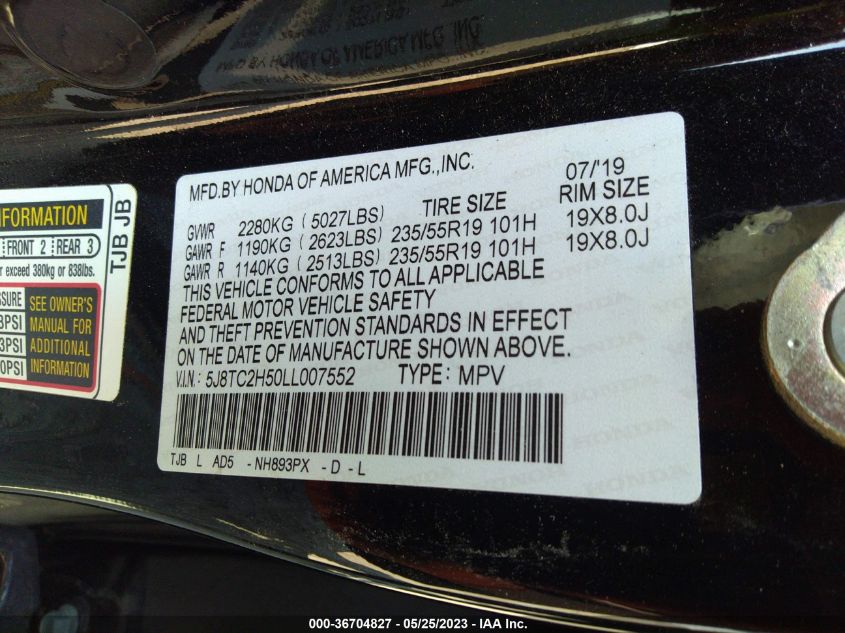 MFD.BY HONDA OF AMERICA MFG.,INC. 07/'19
TIRE SIZE RIM SIZE
GVWR 2280KG (5027LBS)
GAWR F 1190KG (2623LBS) 235/55R19 101H 19X8.0J
GAWR R 1140KG (2513LBS) 235/55R19 101H 19X8.0J
THIS VEHICLE CONFORMS TO ALL APPLICABLE
FEDERAL MOTOR VEHICLE SAFETY
AND THEFT PREVENTION STANDARDS IN EFFECT
ON THE DATE OF MANUFACTURE SHOWN ABOVE.
V.I.N.: 5J8TC2H50LL007552 TYPE: MPV
TJB L AD5 -NH893PX -D -L
INFORMATION
FRONT 2 REAR 3
exceed 380kg or 838lbs.
SEE OWNER'S
MANUAL FOR
ADDITIONAL
INFORMATION
TJB JB
000-36704827 - 05/25/2023 - IAA Inc.